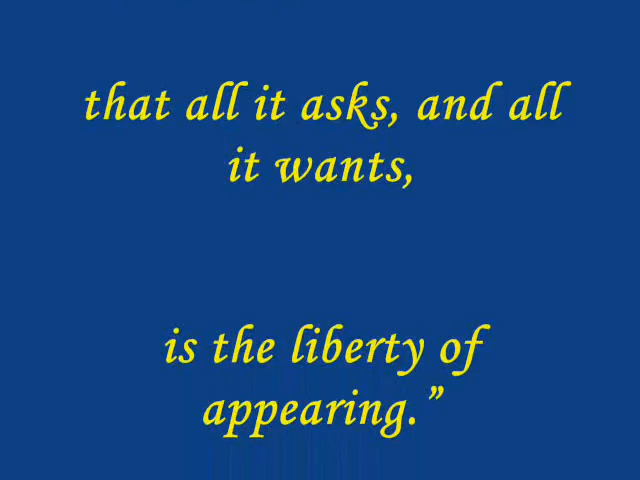 that all it asks, and all
it wants,
is the liberty of
appearing.”